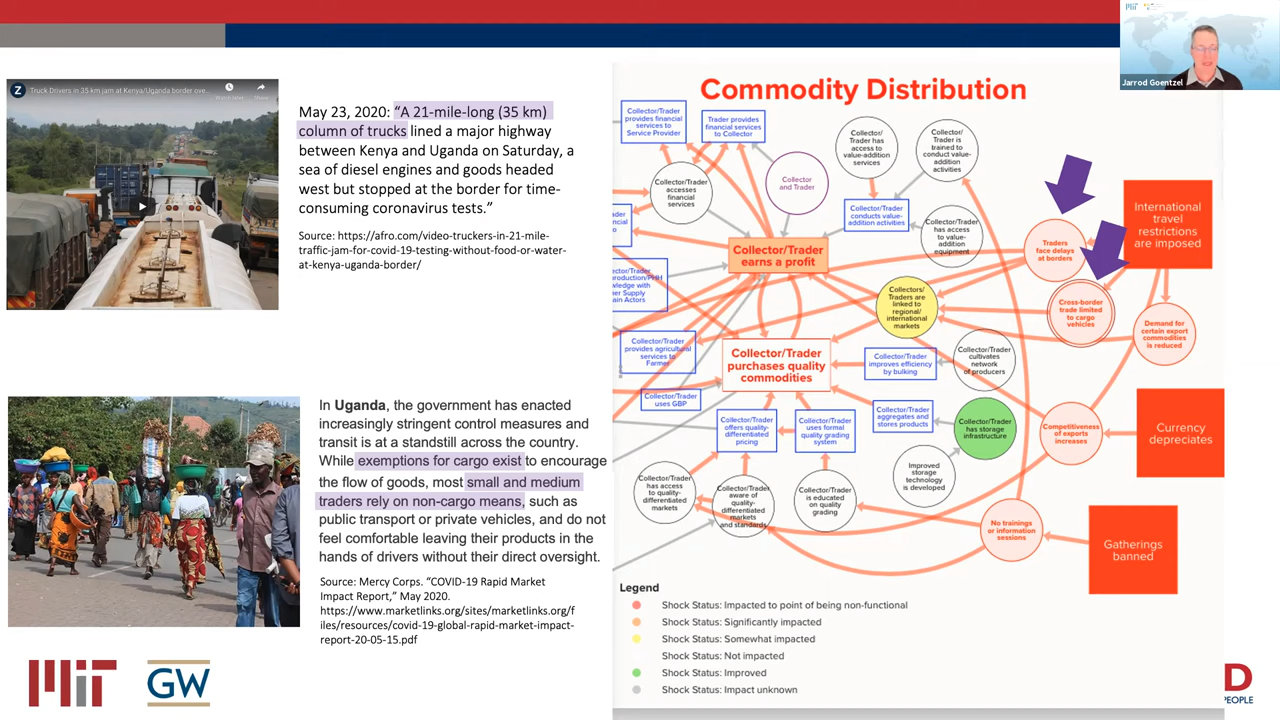 MIT
Jarrod Goentzel
Z
Truck Drivers in 35 km jam at Kenya/Uganda border ove...
May 23, 2020: “A 21-mile-long (35 km)
column of trucks lined a major highway
between Kenya and Uganda on Saturday, a
sea of diesel engines and goods headed
west but stopped at the border for time-
consuming coronavirus tests.”
Source: https://afro.com/video-truckers-in-21-mile-
traffic-jam-for-covid-19-testing-without-food-or-water-
at-kenya-uganda-border/
In Uganda, the government has enacted
increasingly stringent control measures and
transit is at a standstill across the country.
While exemptions for cargo exist to encourage
the flow of goods, most small and medium
traders rely on non-cargo means, such as
public transport or private vehicles, and do not
feel comfortable leaving their products in the
hands of drivers without their direct oversight.
Source: Mercy Corps. “COVID-19 Rapid Market
Impact Report,” May 2020.
https://www.marketlinks.org/sites/marketlinks.org/f
iles/resources/covid-19-global-rapid-market-impact-
report-20-05-15.pdf
Commodity Distribution
Collector/Trader
provides financial
services to
Service Provider
Trader provides
financial services
to Collector
Collector/
Trader has
access to
value-addition
services
Collector/
Trader is
trained to
conduct value-
addition
activities
Collector/Trader
accesses
financial
services
Collector
and Trader
Collector/Trader
conducts value-
addition activities
Collector/Trader
has access
to value-
addition
equipment
Traders
face delays
at borders
International
travel
restrictions
are imposed
Collector/Trader
earns a profit
Collectors/
Traders are
linked to
regional/
international
markets
Cross-border
trade limited
to cargo
vehicles
Demand for
certain export
commodities
is reduced
Collector/Trader
provides agricultural
services to
Farmer
Collector/Trader
purchases quality
commodities
Collector/Trader
improves efficiency
by bulking
Collector/Trader
cultivates
network
of producers
Collector/Trader
uses GBP
Collector/Trader
offers quality-
differentiated
pricing
Collector/Trader
uses formal
quality grading
system
Collector/Trader
aggregates and
stores products
Collector/Trader
has storage
infrastructure
Competitiveness
of exports
increases
Currency
depreciates
Collector/Trader
has access
to quality-
differentiated
markets
Collector/Trader
aware of
quality-
differentiated
markets
and standards
Collector/Trader
is educated
on quality
grading
Improved
storage
technology
is developed
No trainings
or information
sessions
Gatherings
banned
Legend
Shock Status: Impacted to point of being non-functional
Shock Status: Significantly impacted
Shock Status: Somewhat impacted
Shock Status: Not impacted
Shock Status: Improved
Shock Status: Impact unknown
MIT
GW
D
PEOPLE